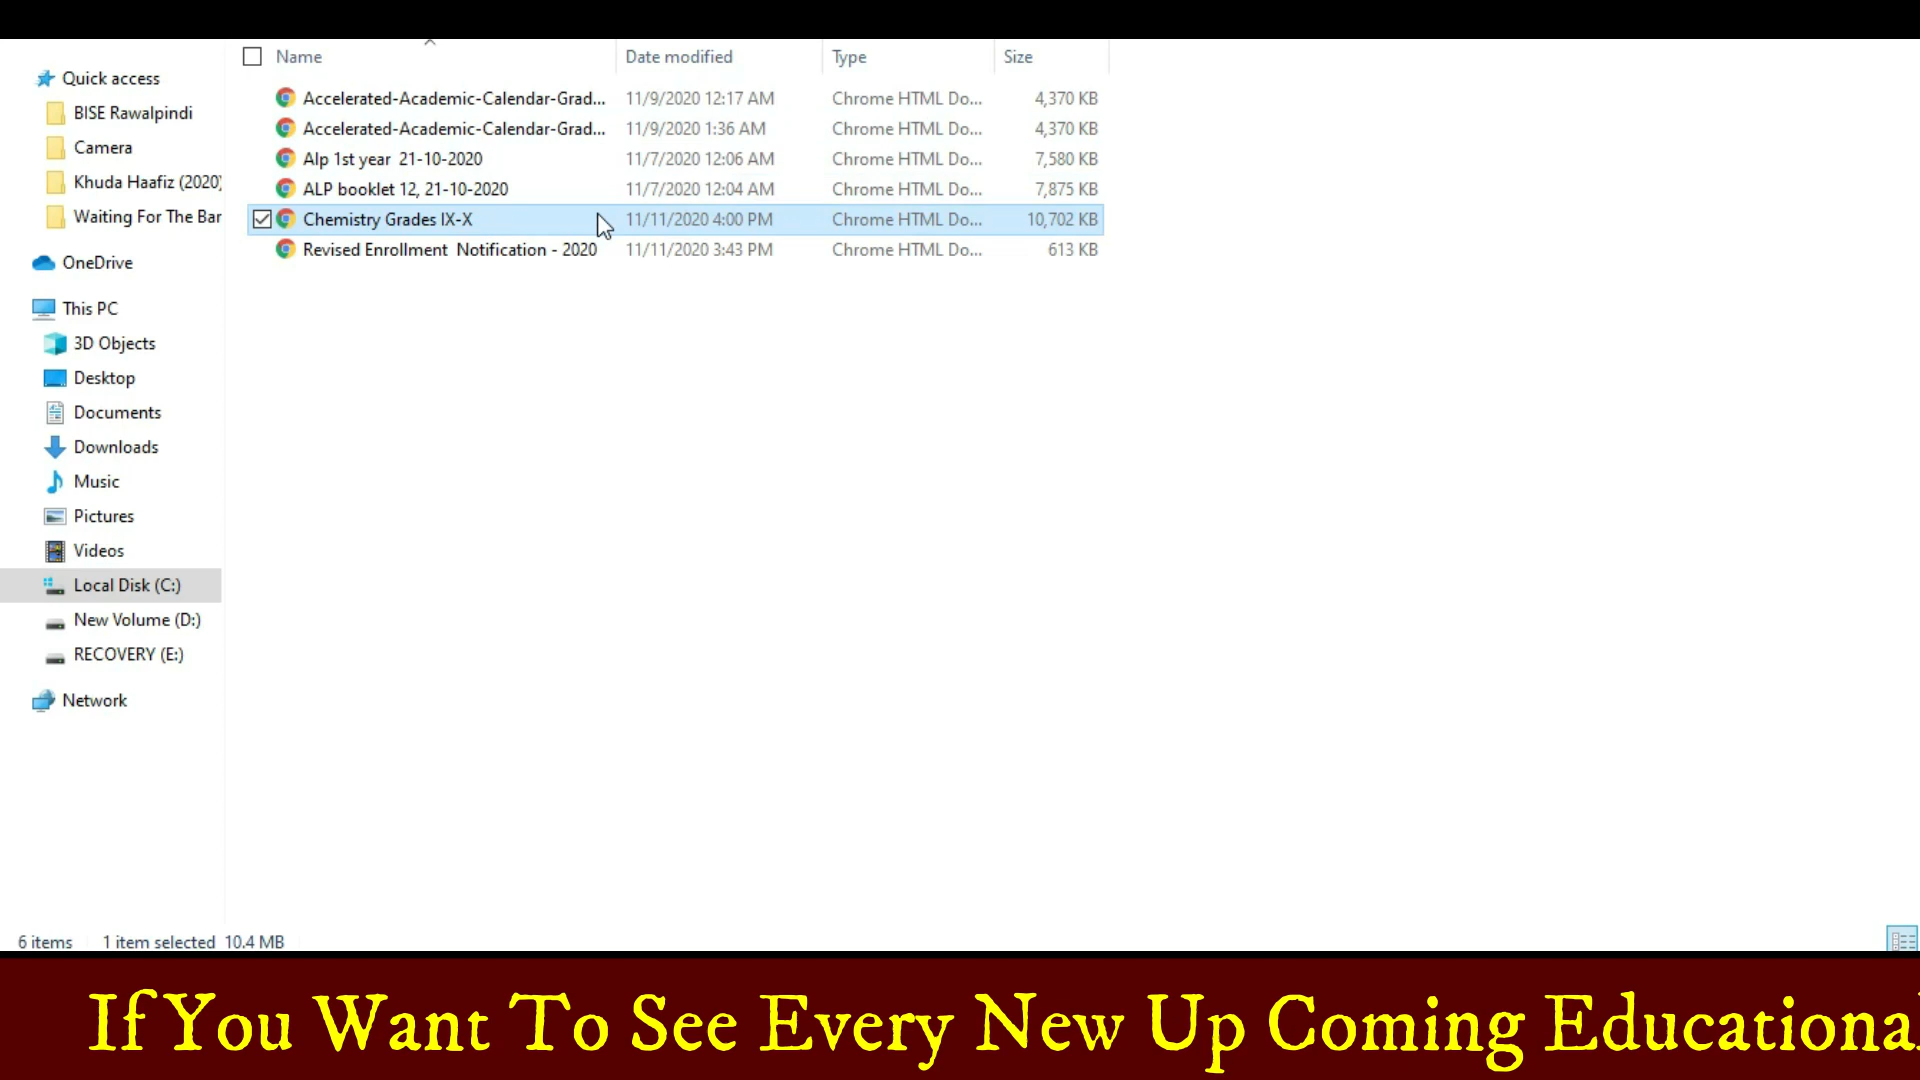 Name Date modified Type Size
Quick access
BISE Rawalpindi
Camera
Khuda Haafiz (2020)
Waiting For The Bar
OneDrive
This PC
3D Objects
Desktop
Documents
Downloads
Music
Pictures
Videos
Local Disk (C:)
New Volume (D:)
RECOVERY (E:)
Network
Accelerated-Academic-Calendar-Grad... 11/9/2020 12:17 AM Chrome HTML Do... 4,370 KB
Accelerated-Academic-Calendar-Grad... 11/9/2020 1:36 AM Chrome HTML Do... 4,370 KB
Alp 1st year 21-10-2020 11/7/2020 12:06 AM Chrome HTML Do... 7,580 KB
ALP booklet 12, 21-10-2020 11/7/2020 12:04 AM Chrome HTML Do... 7,875 KB
Chemistry Grades IX-X 11/11/2020 4:00 PM Chrome HTML Do... 10,702 KB
Revised Enrollment Notification - 2020 11/11/2020 3:43 PM Chrome HTML Do... 613 KB
6 items 1 item selected 10.4 MB
If You Want To See Every New Up Coming Educational